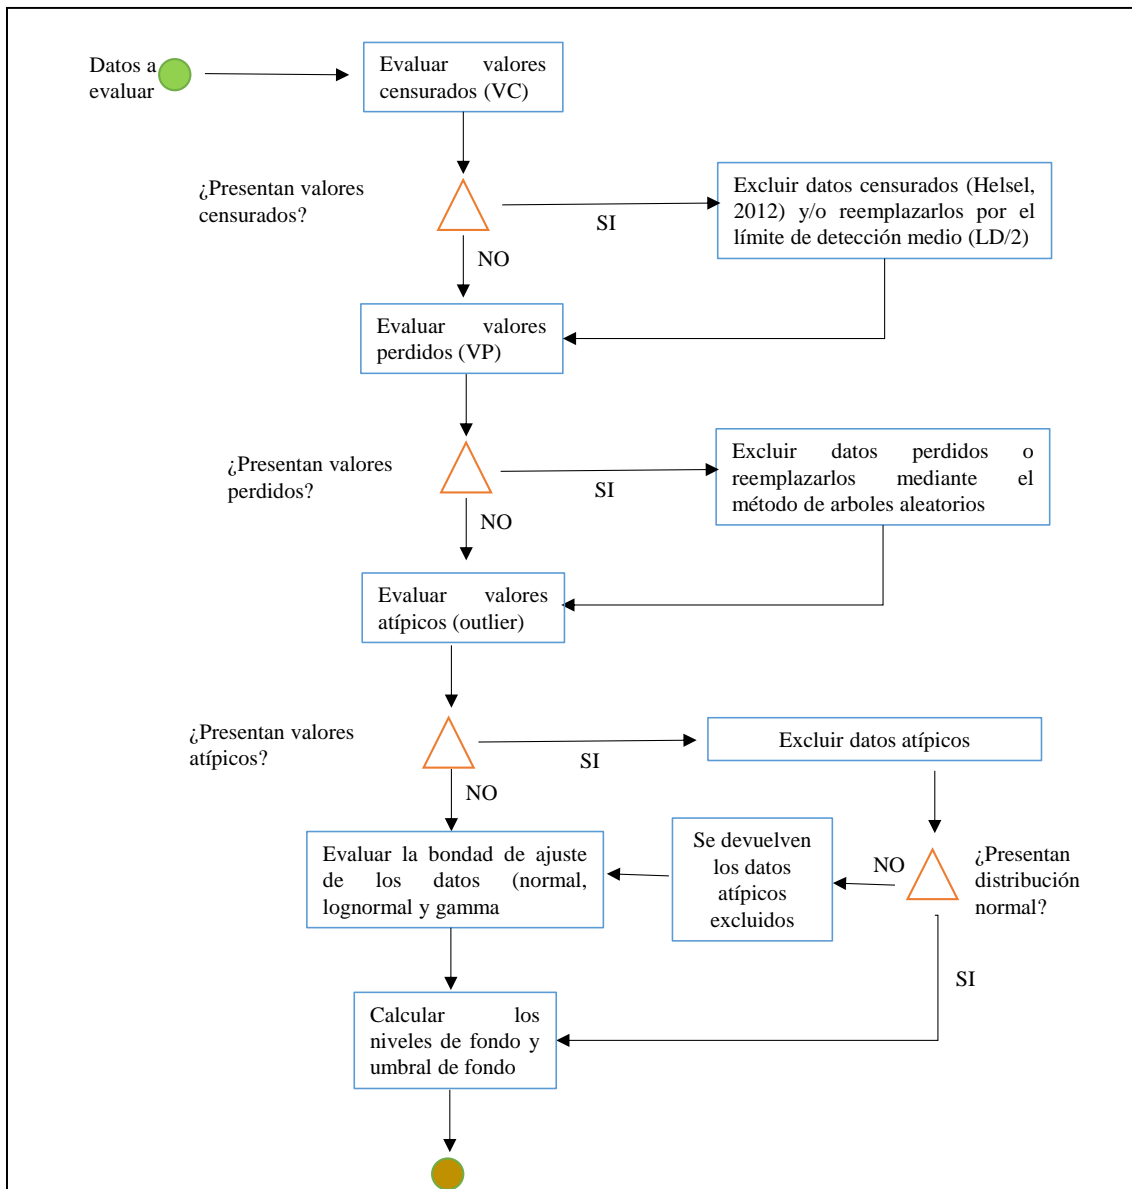 Datos a
evaluar
Evaluar valores
censurados (VC)
¿Presentan valores
censurados?
SI
Excluir datos censurados (Helsel,
2012) y/o reemplazarlos por el
límite de detección medio (LD/2)
NO
Evaluar valores
perdidos (VP)
¿Presentan valores
perdidos?
SI
Excluir datos perdidos o
reemplazarlos mediante el
método de arboles aleatorios
NO
Evaluar valores
atípicos (outlier)
¿Presentan valores
atípicos?
SI
Excluir datos atípicos
NO
Evaluar la bondad de ajuste
de los datos (normal,
lognormal y gamma
Se devuelven
los datos
atípicos
excluidos
NO
¿Presentan
distribución
normal?
SI
Calcular los
niveles de fondo y
umbral de fondo